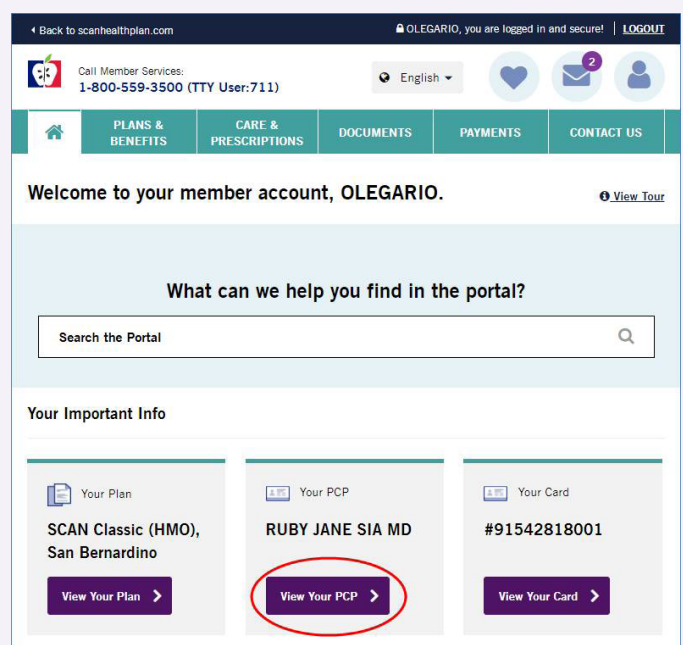 Back to scanhealthplan.com
OLEGARIO, you are logged in and secure! | LOGOUT
Call Member Services:
1-800-559-3500 (TTY User:711)
English
2
PLANS & BENEFITS
CARE & PRESCRIPTIONS
DOCUMENTS
PAYMENTS
CONTACT US
Welcome to your member account, OLEGARIO.
View Tour
What can we help you find in the portal?
Search the Portal
Your Important Info
Your Plan
SCAN Classic (HMO),
San Bernardino
View Your Plan
Your PCP
RUBY JANE SIA MD
View Your PCP
Your Card
#91542818001
View Your Card